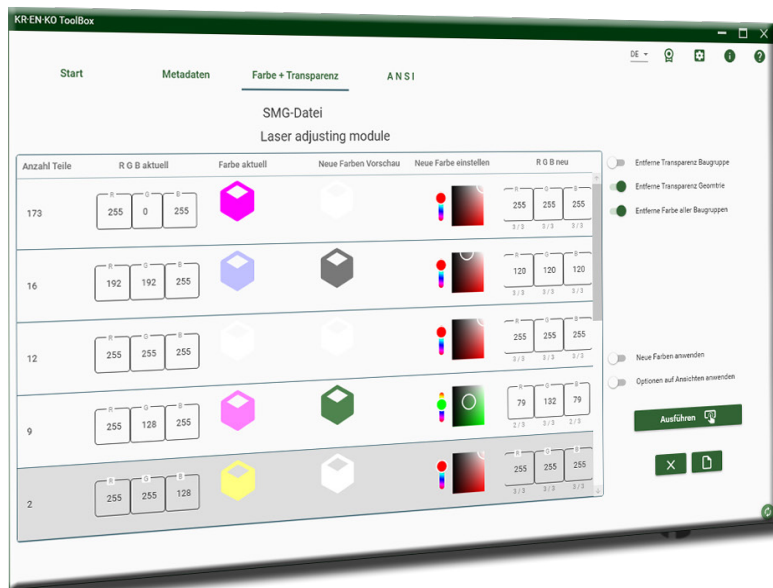 KR-EN-KO ToolBox
DE
Start Metadaten Farbe + Transparenz A N S I
SMG-Datei
Laser adjusting module
Anzahl Teile R G B aktuell Farbe aktuell Neue Farben Vorschau Neue Farbe einstellen R G B neu
R G B R G B
173 255 0 255 255 255 255
3 / 3 3 / 3 3 / 3
R G B R G B
16 192 192 255 120 120 120
3 / 3 3 / 3 3 / 3
R G B R G B
12 255 255 255 255 255 255
3 / 3 3 / 3 3 / 3
R G B R G B
9 255 128 255 79 132 79
2 / 3 3 / 3 2 / 3
R G B R G B
2 255 255 128 255 255 255
3 / 3 3 / 3 3 / 3
Entferne Transparenz Baugruppe
Entferne Transparenz Geomtrie
Entferne Farbe aller Baugruppen
Neue Farben anwenden
Optionen auf Ansichten anwenden
Ausführen